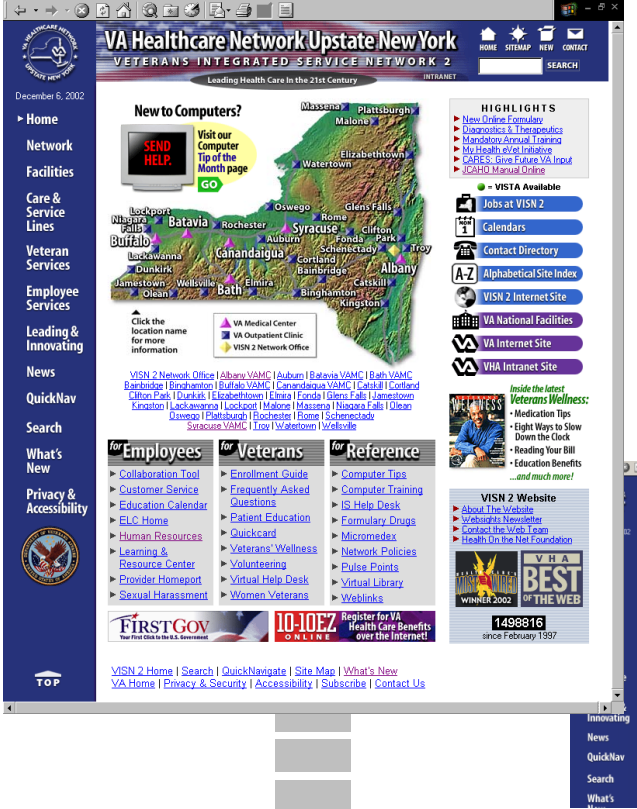 VA HEALTHCARE NETWORK
UPSTATE NEW YORK
VA Healthcare Network Upstate New York
VETERANS INTEGRATED SERVICE NETWORK 2
Leading Health Care In the 21st Century
INTRANET
HOME SITEMAP NEW CONTACT
SEARCH
December 6, 2002
Home
Network
Facilities
Care &
Service
Lines
Veteran
Services
Employee
Services
Leading &
Innovating
News
QuickNav
Search
What's
New
Privacy &
Accessibility
TOP
New to Computers?
SEND
HELP.
Visit our
Computer
Tip of the
Month page
GO
Massena
Plattsburgh
Malone
Elizabethtown
Watertown
Oswego
Glens Falls
Rome
Lockport
Niagara
Falls
Batavia
Rochester
Syracuse
Clifton
Park
Fonda
Buffalo
Auburn
Schenectady
Troy
Lackawanna
Canandaigua
Cortland
Albany
Dunkirk
Bainbridge
Jamestown
Wellsville
Elmira
Catskill
Olean
Bath
Binghamton
Kingston
Click the
location name
for more
information
VA Medical Center
VA Outpatient Clinic
VISN 2 Network Office
VISN 2 Network Office | Albany VAMC | Auburn | Batavia VAMC | Bath VAMC
Bainbridge | Binghamton | Buffalo VAMC | Canandaigua VAMC | Catskill | Cortland
Clifton Park | Dunkirk | Elizabethtown | Elmira | Fonda | Glens Falls | Jamestown
Kingston | Lackawanna | Lockport | Malone | Massena | Niagara Falls | Olean
Oswego | Plattsburgh | Rochester | Rome | Schenectady
Syracuse VAMC | Troy | Watertown | Wellsville
for Employees
Collaboration Tool
Customer Service
Education Calendar
ELC Home
Human Resources
Learning &
Resource Center
Provider Homeport
Sexual Harassment
for Veterans
Enrollment Guide
Frequently Asked
Questions
Patient Education
Quickcard
Veterans' Wellness
Volunteering
Virtual Help Desk
Women Veterans
for Reference
Computer Tips
Computer Training
IS Help Desk
Formulary Drugs
Micromedex
Network Policies
Pulse Points
Virtual Library
Weblinks
FIRSTGOV
Your First Click to the U.S. Government
10-10EZ
ONLINE
Register for VA
Health Care Benefits
over the Internet!
VISN 2 Home | Search | QuickNavigate | Site Map | What's New
VA Home | Privacy & Security | Accessibility | Subscribe | Contact Us
HIGHLIGHTS
New Online Formulary
Diagnostics & Therapeutics
Mandatory Annual Training
My Health eVet Initiative
CARES: Give Future VA Input
JCAHO Manual Online
= VISTA Available
Jobs at VISN 2
MON
1
Calendars
Contact Directory
A-Z
Alphabetical Site Index
VISN 2 Internet Site
VA National Facilities
VA Internet Site
VHA Intranet Site
WELLNESS
Inside the latest
Veterans Wellness:
• Medication Tips
• Eight Ways to Slow
Down the Clock
• Reading Your Bill
• Education Benefits
...and much more!
VISN 2 Website
About The Website
Websights Newsletter
Contact the Web Team
Health On the Net Foundation
MOST WIRED
WINNER 2002
VHA
BEST
OF THE WEB
1498816
since February 1997
Innovating
News
QuickNav
Search
What's